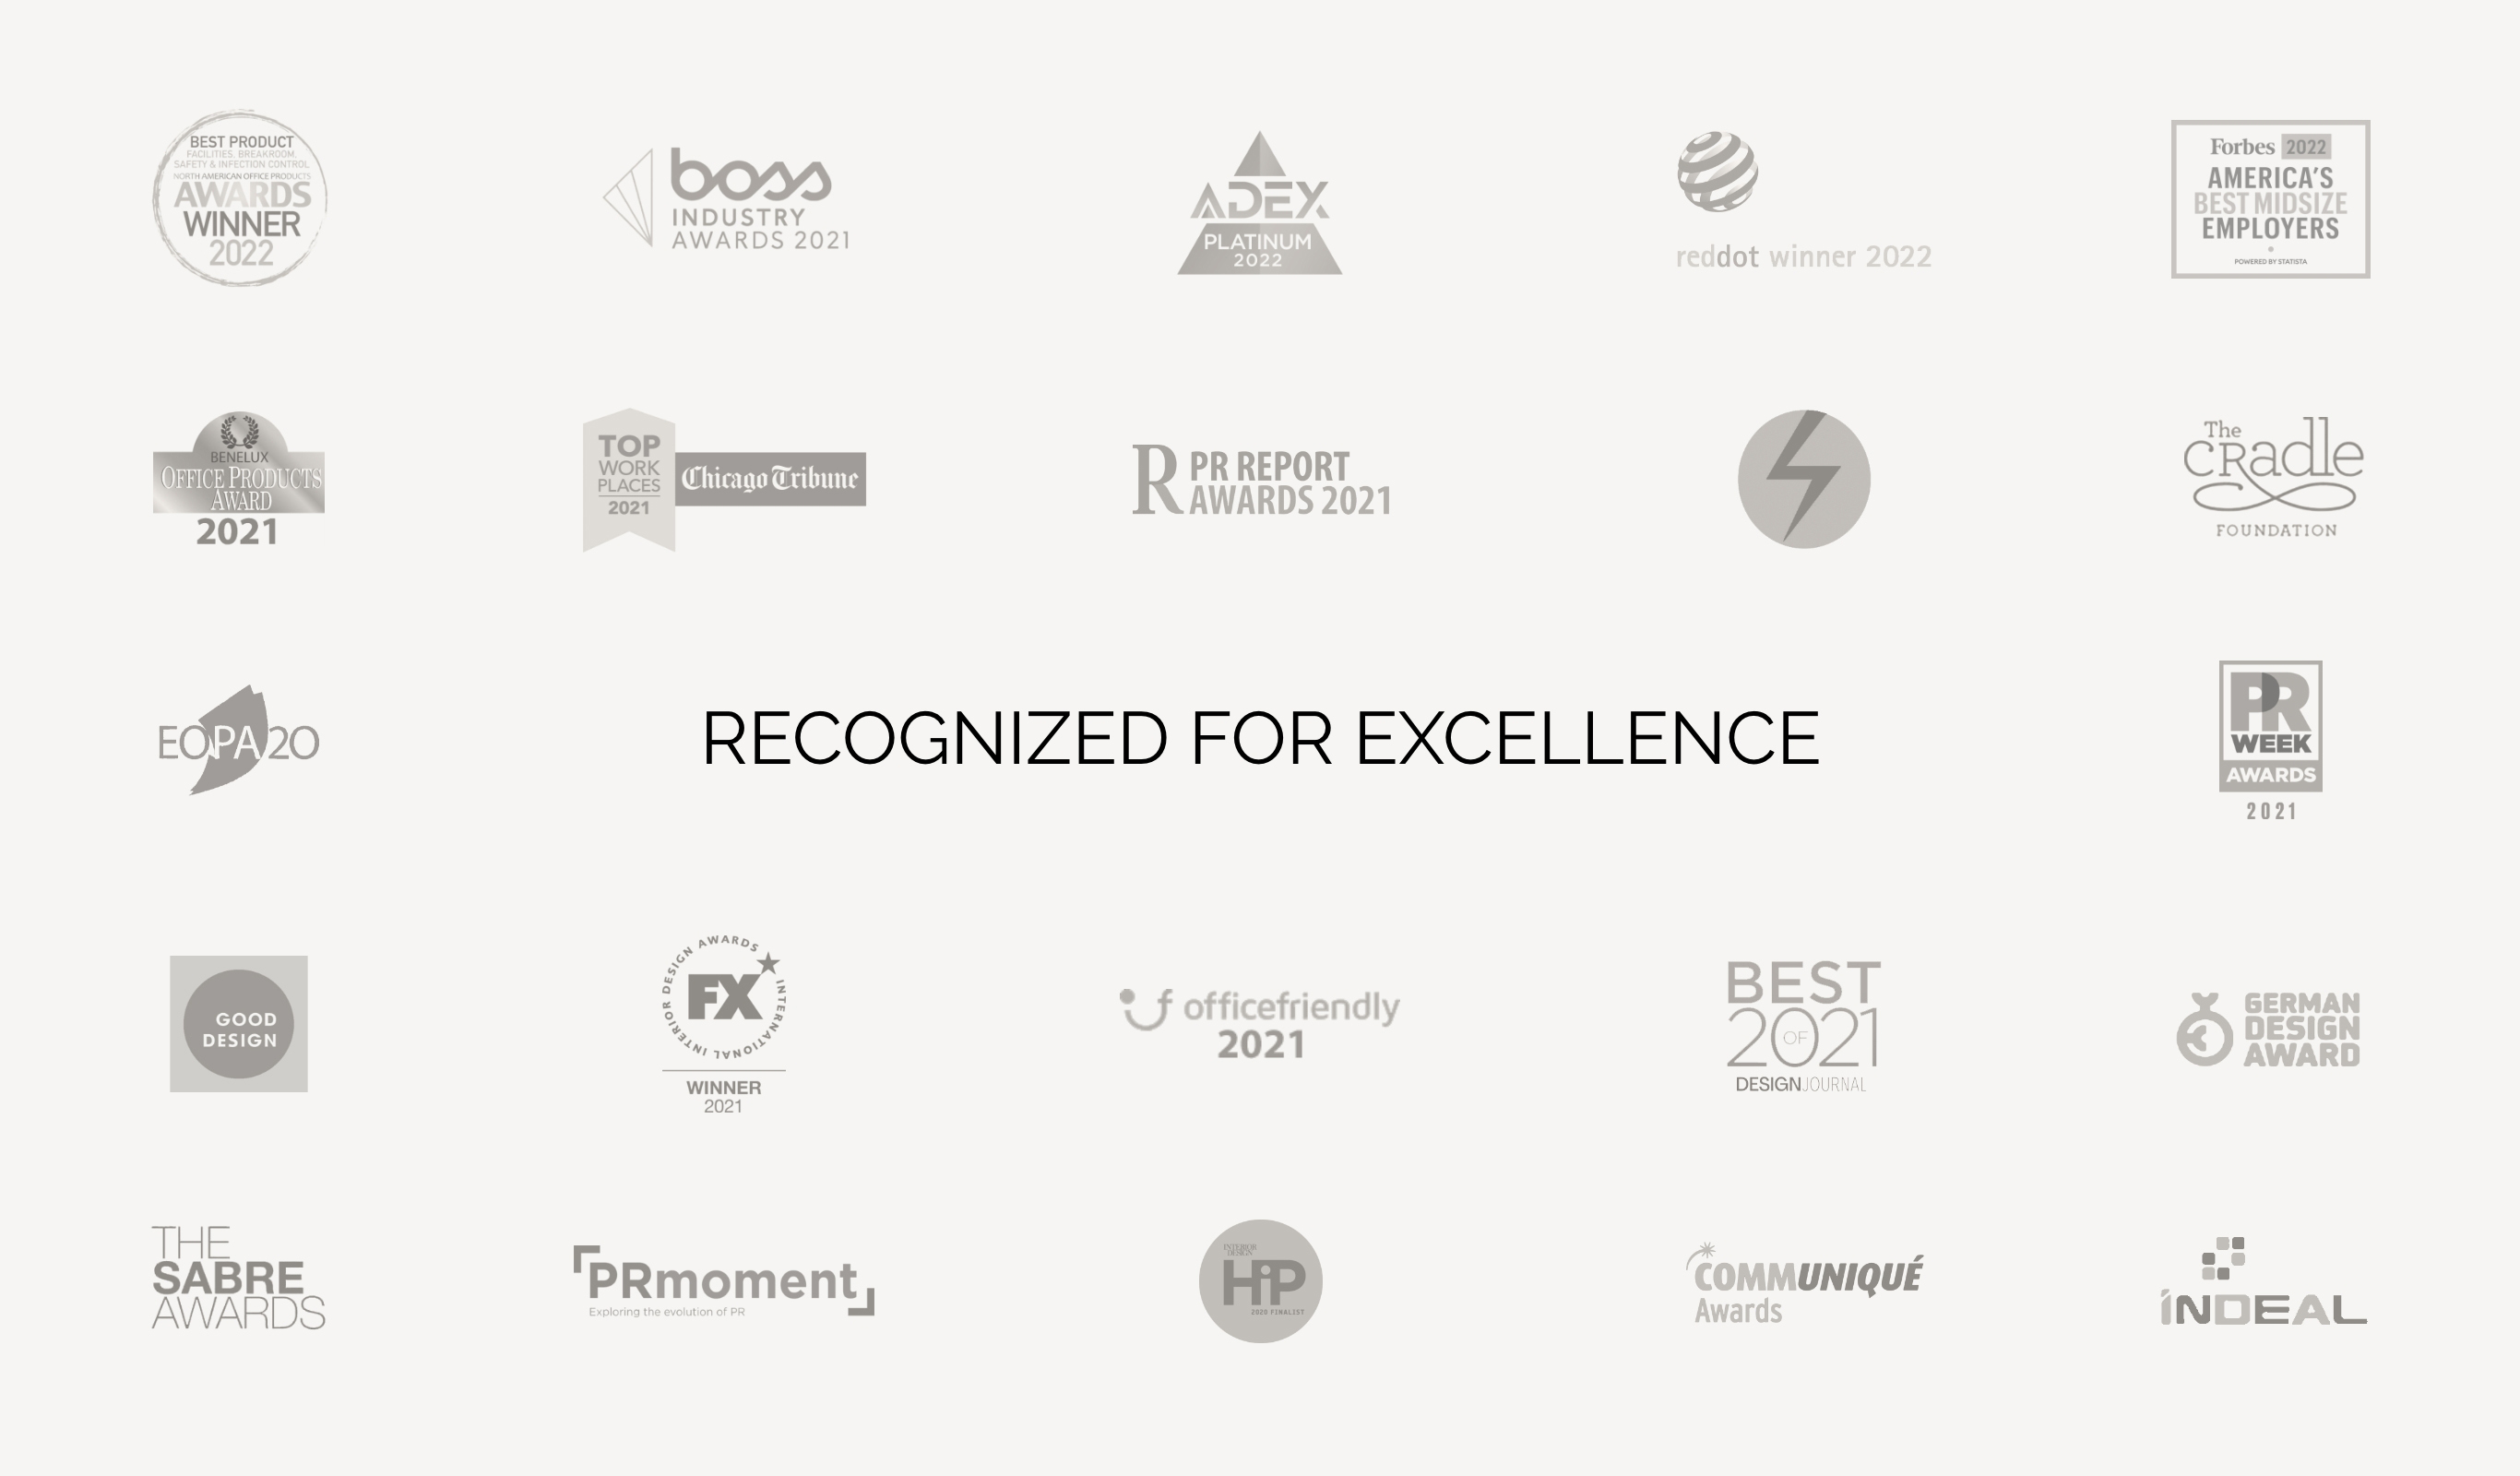 BEST PRODUCT
FACILITIES, BREAKROOM,
SAFETY & INFECTION CONTROL
NORTH AMERICAN OFFICE PRODUCTS
AWARDS
WINNER
2022
boss
INDUSTRY
AWARDS 2021
ADEX
PLATINUM
2022
reddot winner 2022
Forbes 2022
AMERICA'S
BEST MIDSIZE
EMPLOYERS
POWERED BY STATISTA
BENELUX
OFFICE PRODUCTS
AWARD
2021
TOP
WORK
PLACES
2021
Chicago Tribune
R PR REPORT
AWARDS 2021
The
CRadle
FOUNDATION
EOPA20
RECOGNIZED FOR EXCELLENCE
PR
WEEK
AWARDS
2021
GOOD
DESIGN
INTERNATIONAL INTERIOR DESIGN AWARDS
FX
WINNER
2021
officefriendly
2021
BEST
OF
2021
DESIGNJOURNAL
GERMAN
DESIGN
AWARD
THE
SABRE
AWARDS
PRmoment
Exploring the evolution of PR
INTERIOR
DESIGN
HiP
2020 FINALIST
COMMUNIQUÉ
Awards
INDEAL